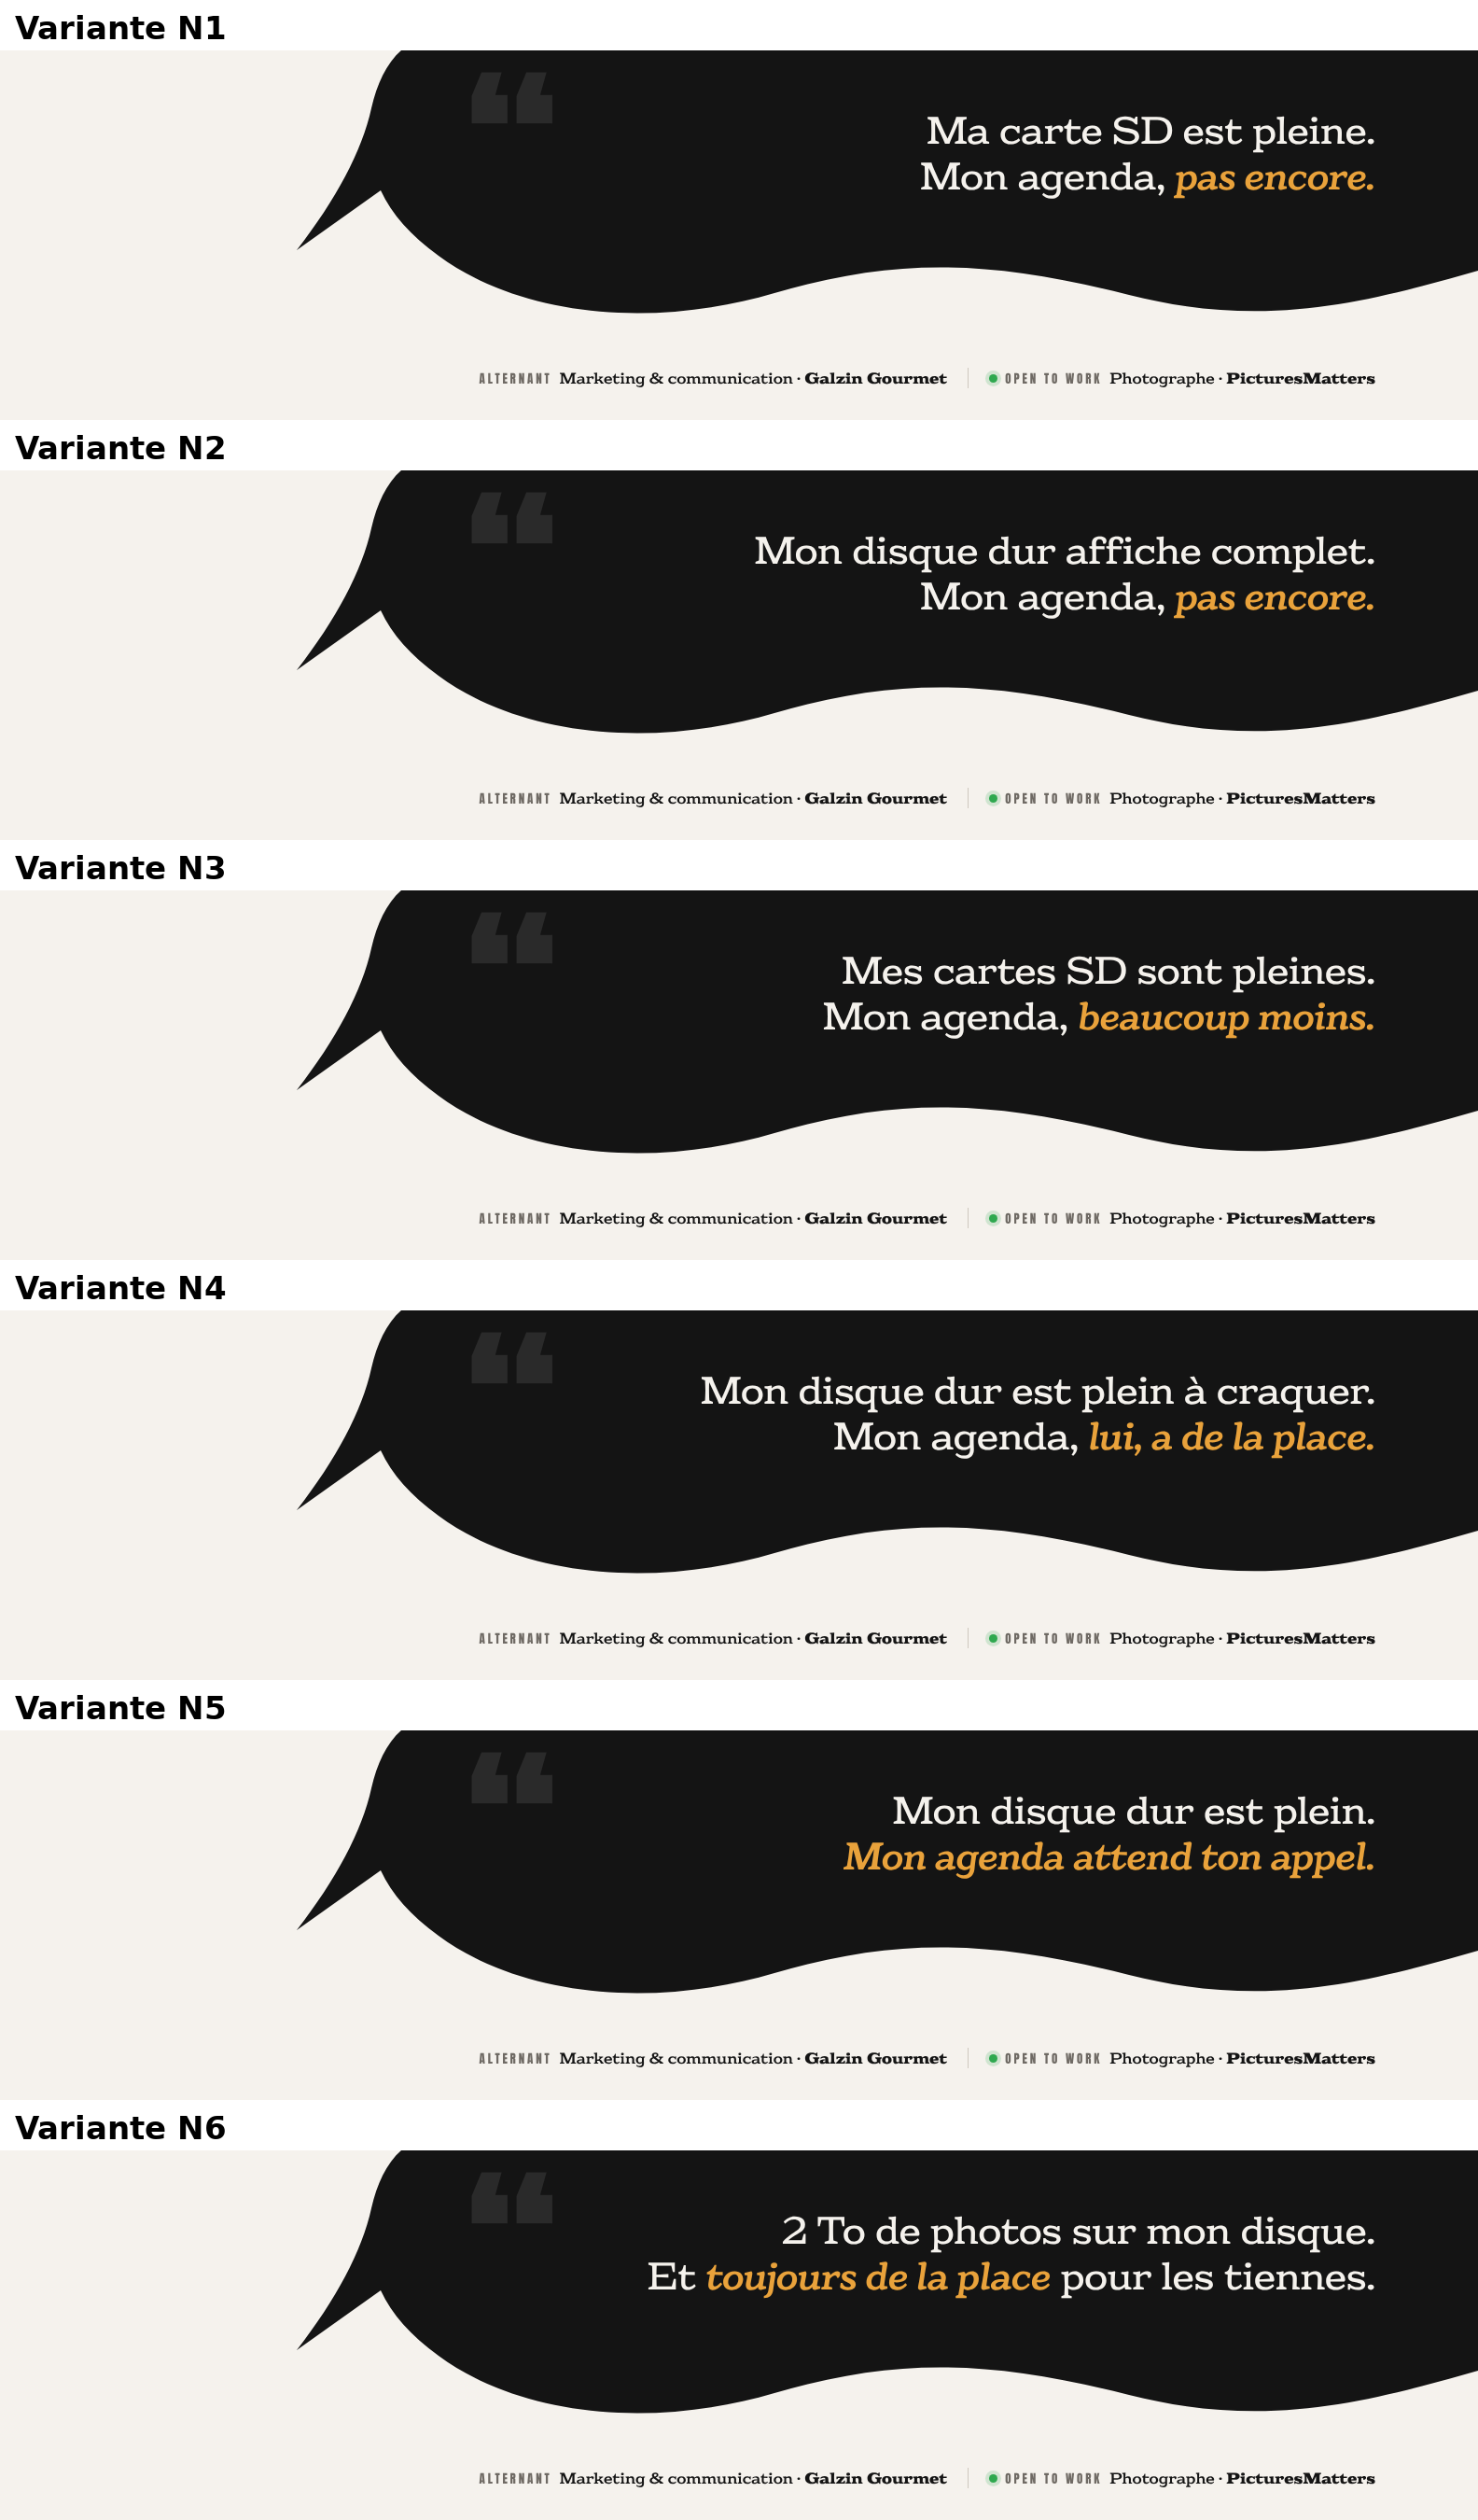 Variante N1
“
Ma carte SD est pleine.
Mon agenda, pas encore.
ALTERNANT Marketing & communication · Galzin Gourmet | OPEN TO WORK Photographe · PicturesMatters
Variante N2
“
Mon disque dur affiche complet.
Mon agenda, pas encore.
ALTERNANT Marketing & communication · Galzin Gourmet | OPEN TO WORK Photographe · PicturesMatters
Variante N3
“
Mes cartes SD sont pleines.
Mon agenda, beaucoup moins.
ALTERNANT Marketing & communication · Galzin Gourmet | OPEN TO WORK Photographe · PicturesMatters
Variante N4
“
Mon disque dur est plein à craquer.
Mon agenda, lui, a de la place.
ALTERNANT Marketing & communication · Galzin Gourmet | OPEN TO WORK Photographe · PicturesMatters
Variante N5
“
Mon disque dur est plein.
Mon agenda attend ton appel.
ALTERNANT Marketing & communication · Galzin Gourmet | OPEN TO WORK Photographe · PicturesMatters
Variante N6
“
2 To de photos sur mon disque.
Et toujours de la place pour les tiennes.
ALTERNANT Marketing & communication · Galzin Gourmet | OPEN TO WORK Photographe · PicturesMatters